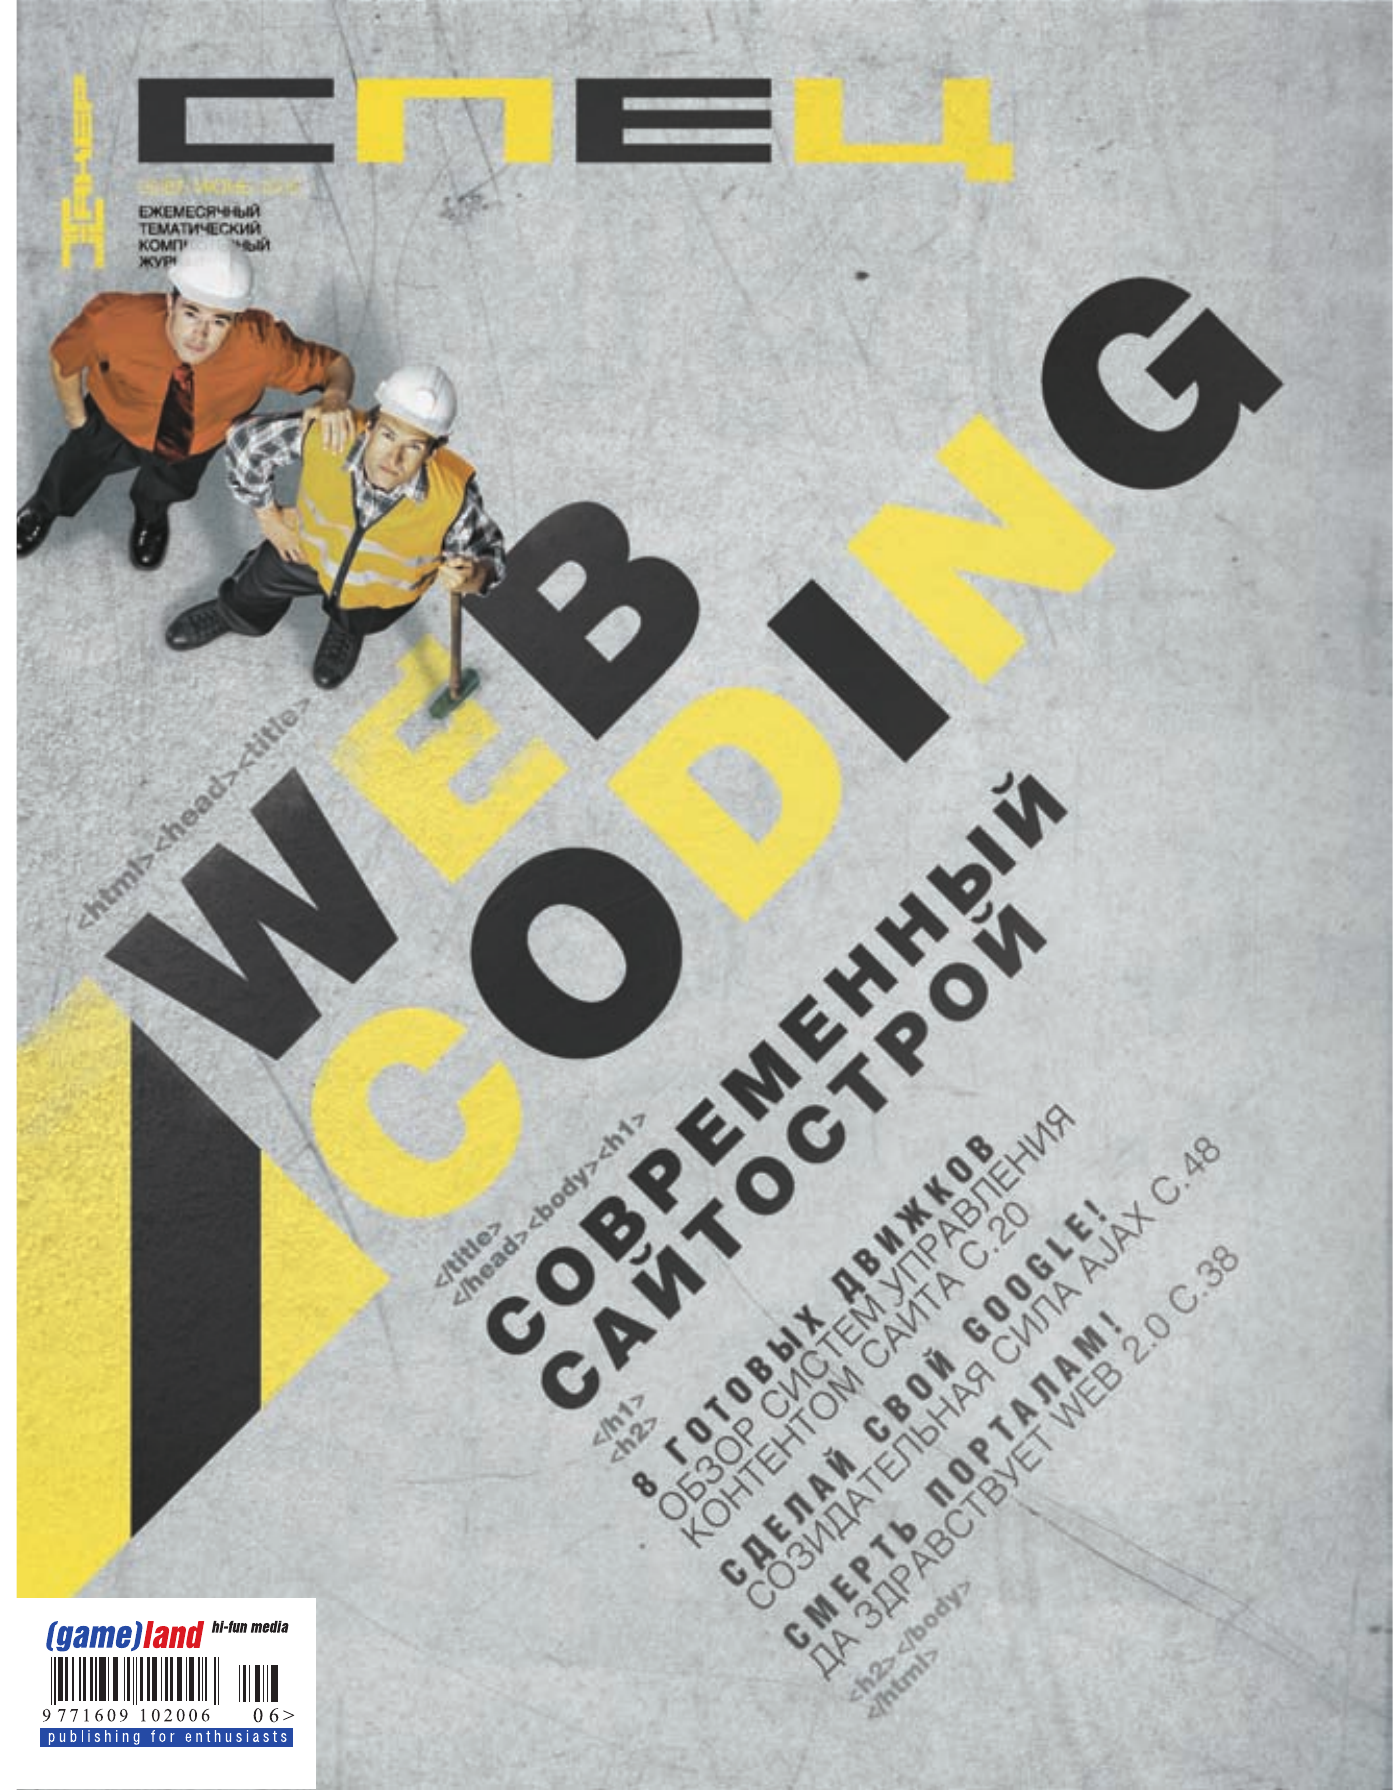 ХАКЕР
СПЕЦ
ИЮНЬ
ЕЖЕМЕСЯЧНЫЙ
ТЕМАТИЧЕСКИЙ
<html><head><title>
WEB
CODING
</title>
</head><body><h1>
СОВРЕМЕННЫЙ
САЙТОСТРОЙ
</h1>
<h2>
8 ГОТОВЫХ ДВИЖКОВ
ОБЗОР СИСТЕМ УПРАВЛЕНИЯ
КОНТЕНТОМ САЙТА С.20
СДЕЛАЙ СВОЙ GOOGLE!
СОЗИДАТЕЛЬНАЯ СИЛА AJAX С.48
СМЕРТЬ ПОРТАЛАМ!
ДА ЗДРАВСТВУЕТ WEB 2.0 С.38
<h2></body>
</html>
(game)land hi-fun media
9 771609 102006 06>
publishing for enthusiasts